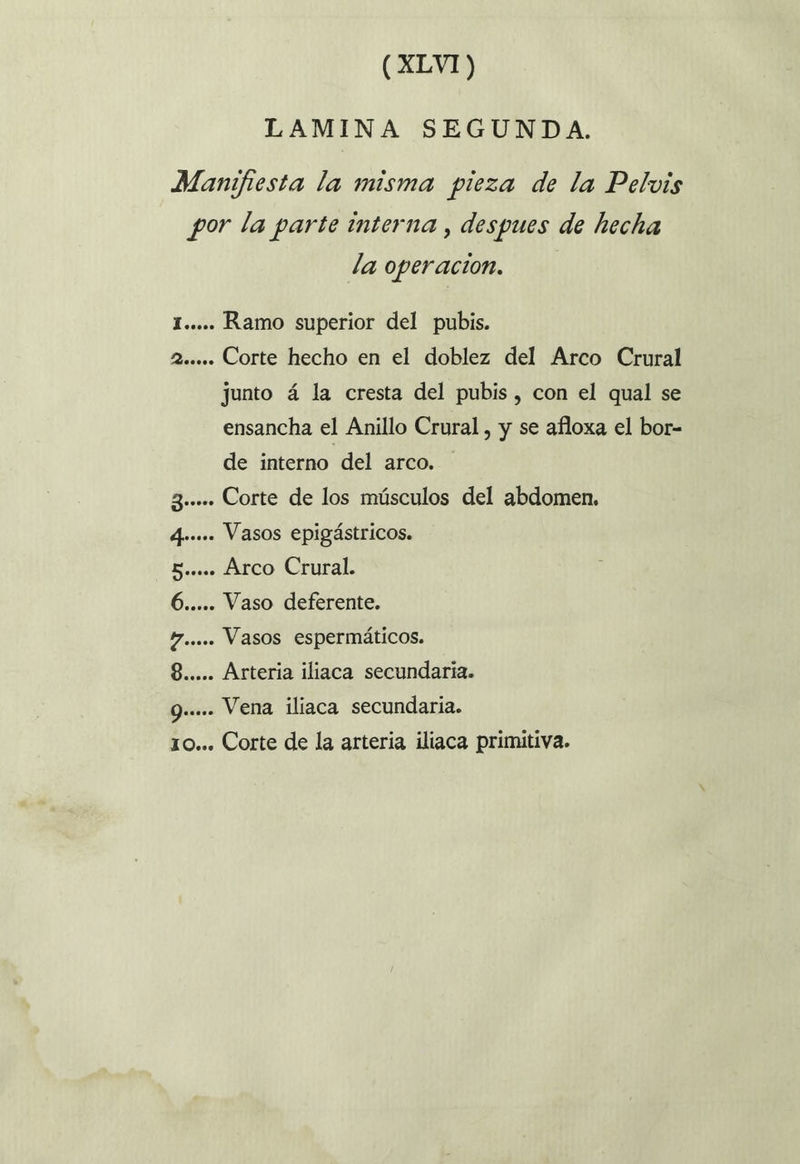 (XLVI)
LAMINA SEGUNDA.
Manifiesta la misma pieza de la Pelvis
por la parte interna, despues de hecha
la operacion.
1..... Ramo superior del pubis.
2..... Corte hecho en el doblez del Arco Crural
junto á la cresta del pubis, con el qual se
ensancha el Anillo Crural, y se afloxa el bor-
de interno del arco.
3..... Corte de los músculos del abdomen.
4..... Vasos epigástricos.
5..... Arco Crural.
6..... Vaso deferente.
7..... Vasos espermáticos.
8..... Arteria iliaca secundaria.
9..... Vena iliaca secundaria.
10... Corte de la arteria iliaca primitiva.